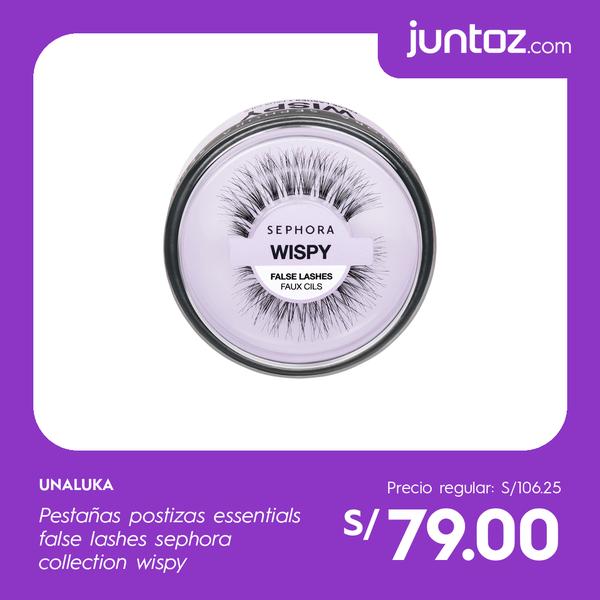 juntoz.com
WISPY
SEPHORA
WISPY
FALSE LASHES
FAUX CILS
UNALUKA
Pestañas postizas essentials
false lashes sephora
collection wispy
Precio regular: S/106.25
S/79.00